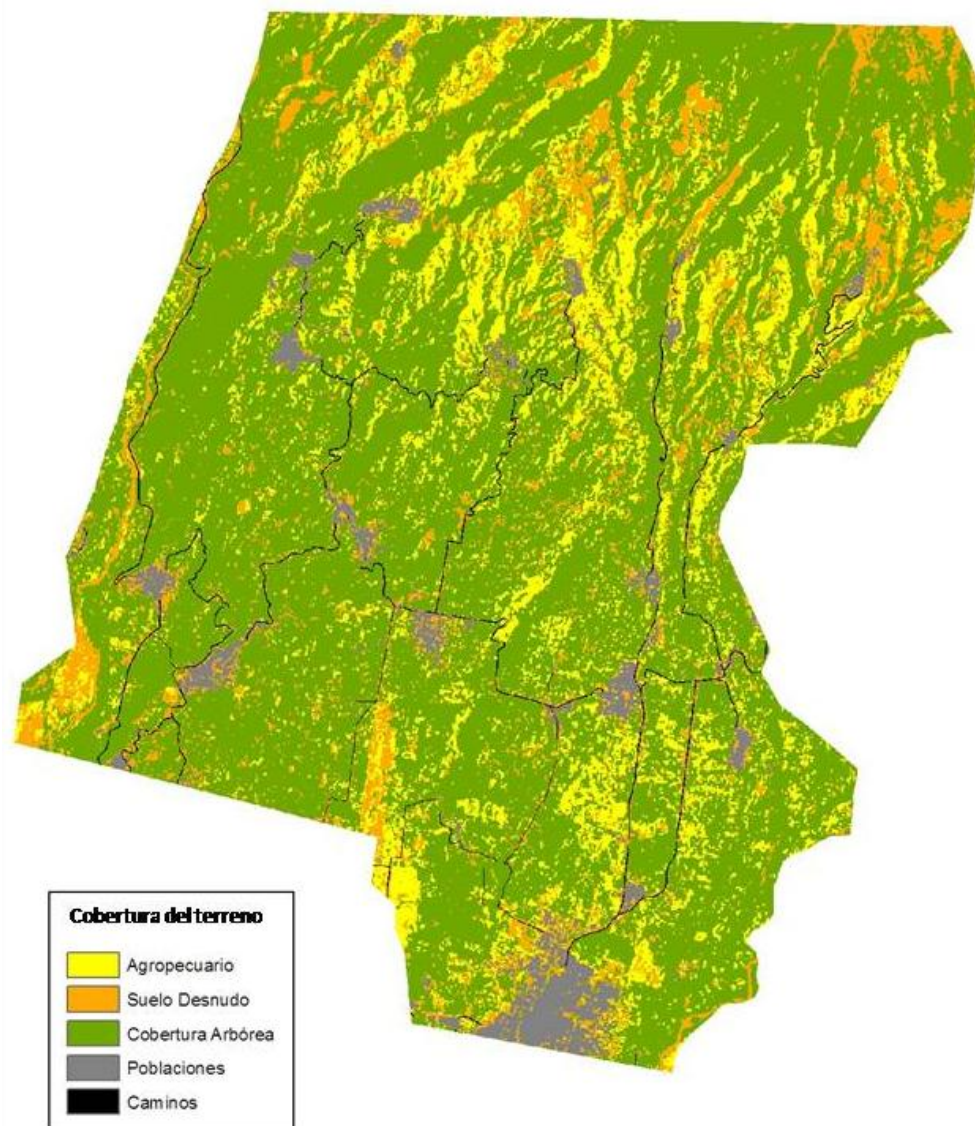 Cobertura del terreno
Agropecuario
Suelo Desnudo
Cobertura Arbórea
Poblaciones
Caminos